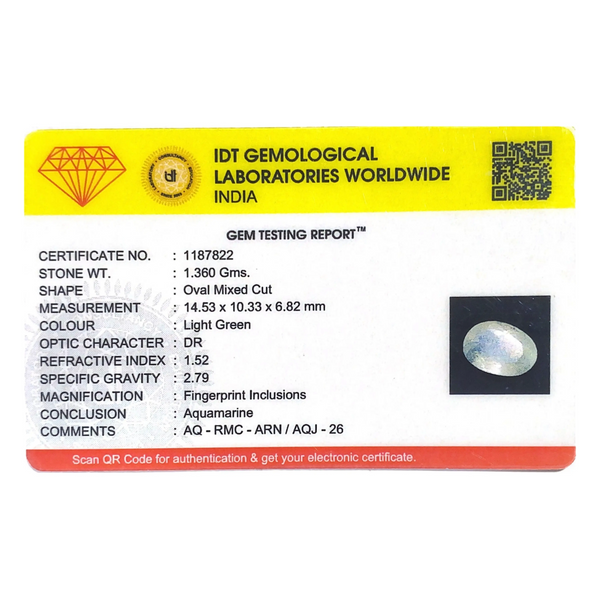 IDT GEMOLOGICAL
LABORATORIES WORLDWIDE
INDIA
GEM TESTING REPORT™
CERTIFICATE NO. : 1187822
STONE WT. : 1.360 Gms.
SHAPE : Oval Mixed Cut
MEASUREMENT : 14.53 x 10.33 x 6.82 mm
COLOUR : Light Green
OPTIC CHARACTER : DR
REFRACTIVE INDEX : 1.52
SPECIFIC GRAVITY : 2.79
MAGNIFICATION : Fingerprint Inclusions
CONCLUSION : Aquamarine
COMMENTS : AQ - RMC - ARN / AQJ - 26
Scan QR Code for authentication & get your electronic certificate.